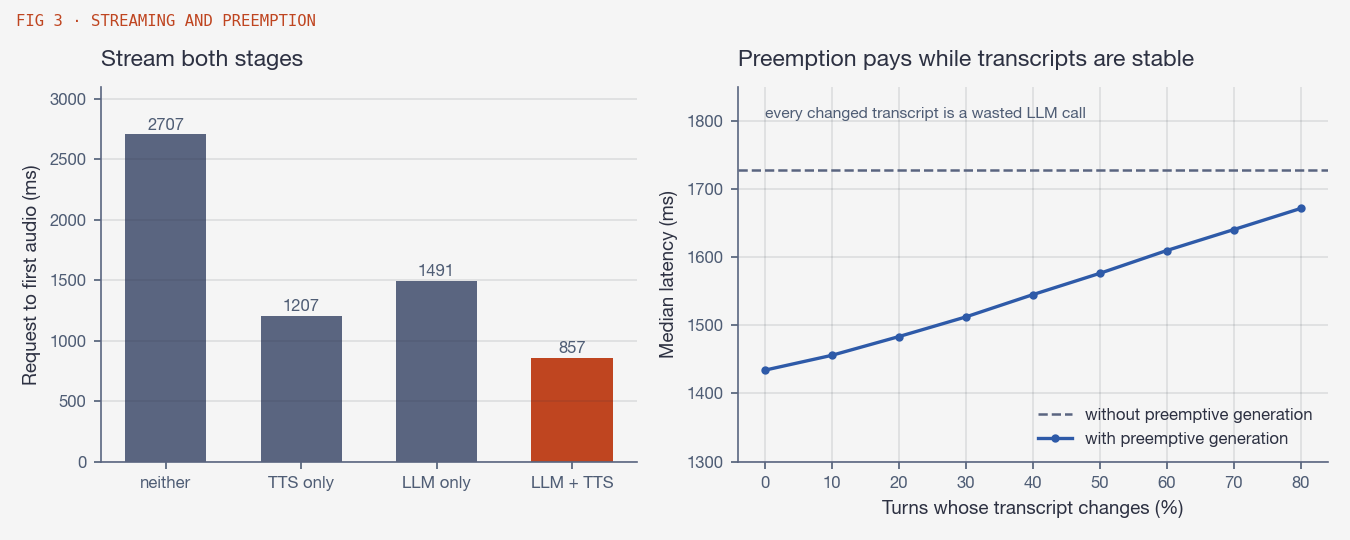 FIG 3 · STREAMING AND PREEMPTION
Stream both stages
Request to first audio (ms)
3000
2500
2000
1500
1000
500
0
2707
1207
1491
857
neither
TTS only
LLM only
LLM + TTS
Preemption pays while transcripts are stable
every changed transcript is a wasted LLM call
Median latency (ms)
1800
1700
1600
1500
1400
1300
without preemptive generation
with preemptive generation
0
10
20
30
40
50
60
70
80
Turns whose transcript changes (%)